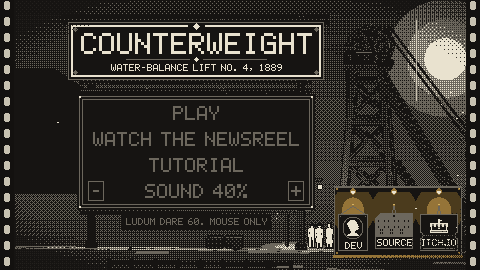 COUNTERWEIGHT
WATER-BALANCE LIFT NO. 4, 1889
PLAY
WATCH THE NEWSREEL
TUTORIAL
- SOUND 40% +
LUDUM DARE 60. MOUSE ONLY
DEV SOURCE ITCH.IO